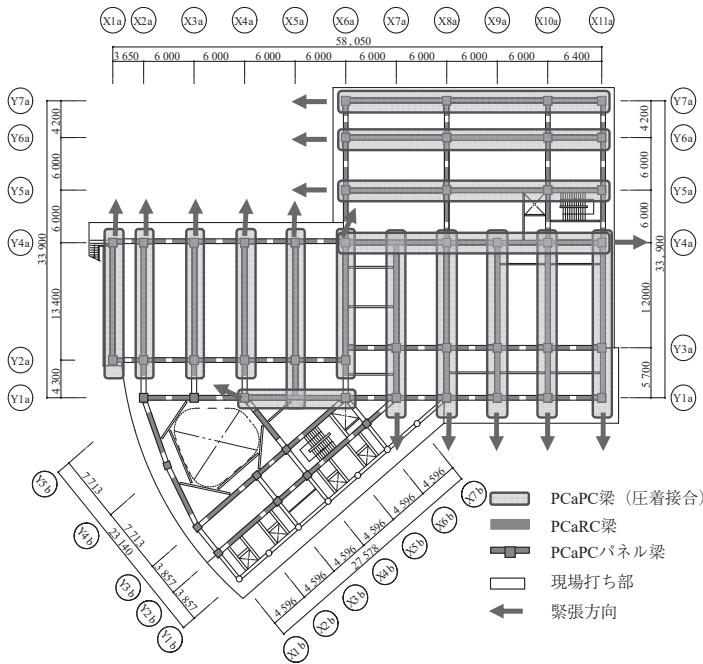 X1a X2a X3a X4a X5a X6a X7a X8a X9a X10a X11a
58,050
3 650 6 000 6 000 6 000 6 000 6 000 6 000 6 000 6 000 6 400
Y7a
Y6a
Y5a
Y4a
Y2a
Y1a
4 200
6 000
6 000
33 900
13 400
4 300
Y7a
Y6a
Y5a
Y4a
Y3a
Y1a
4 200
6 000
6 000
33,900
12000
5 700
Y5b
Y4b
Y3b
Y2b
Y1b
7,713
23 140
7,713
3,857
3,857
4 596 4 596 4 596 4 596 4 596 4 596
27 578
X1b X2b X3b X4b X5b X6b X7b
PCaPC梁（圧着接合）
PCaRC梁
PCaPCパネル梁
現場打ち部
緊張方向